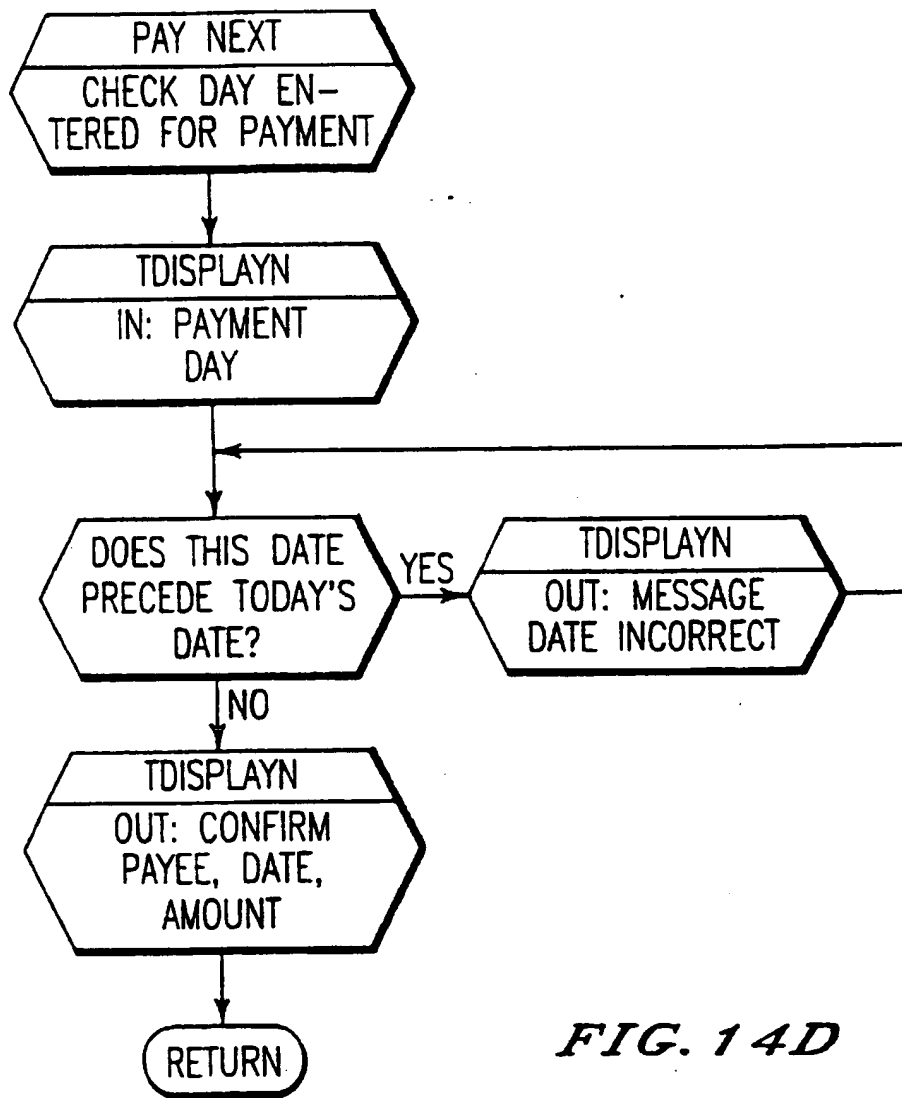 PAY NEXT
CHECK DAY EN-
TERED FOR PAYMENT
TDISPLAYN
IN: PAYMENT
DAY
DOES THIS DATE
PRECEDE TODAY'S
DATE?
YES
TDISPLAYN
OUT: MESSAGE
DATE INCORRECT
NO
TDISPLAYN
OUT: CONFIRM
PAYEE, DATE,
AMOUNT
RETURN
FIG. 14D